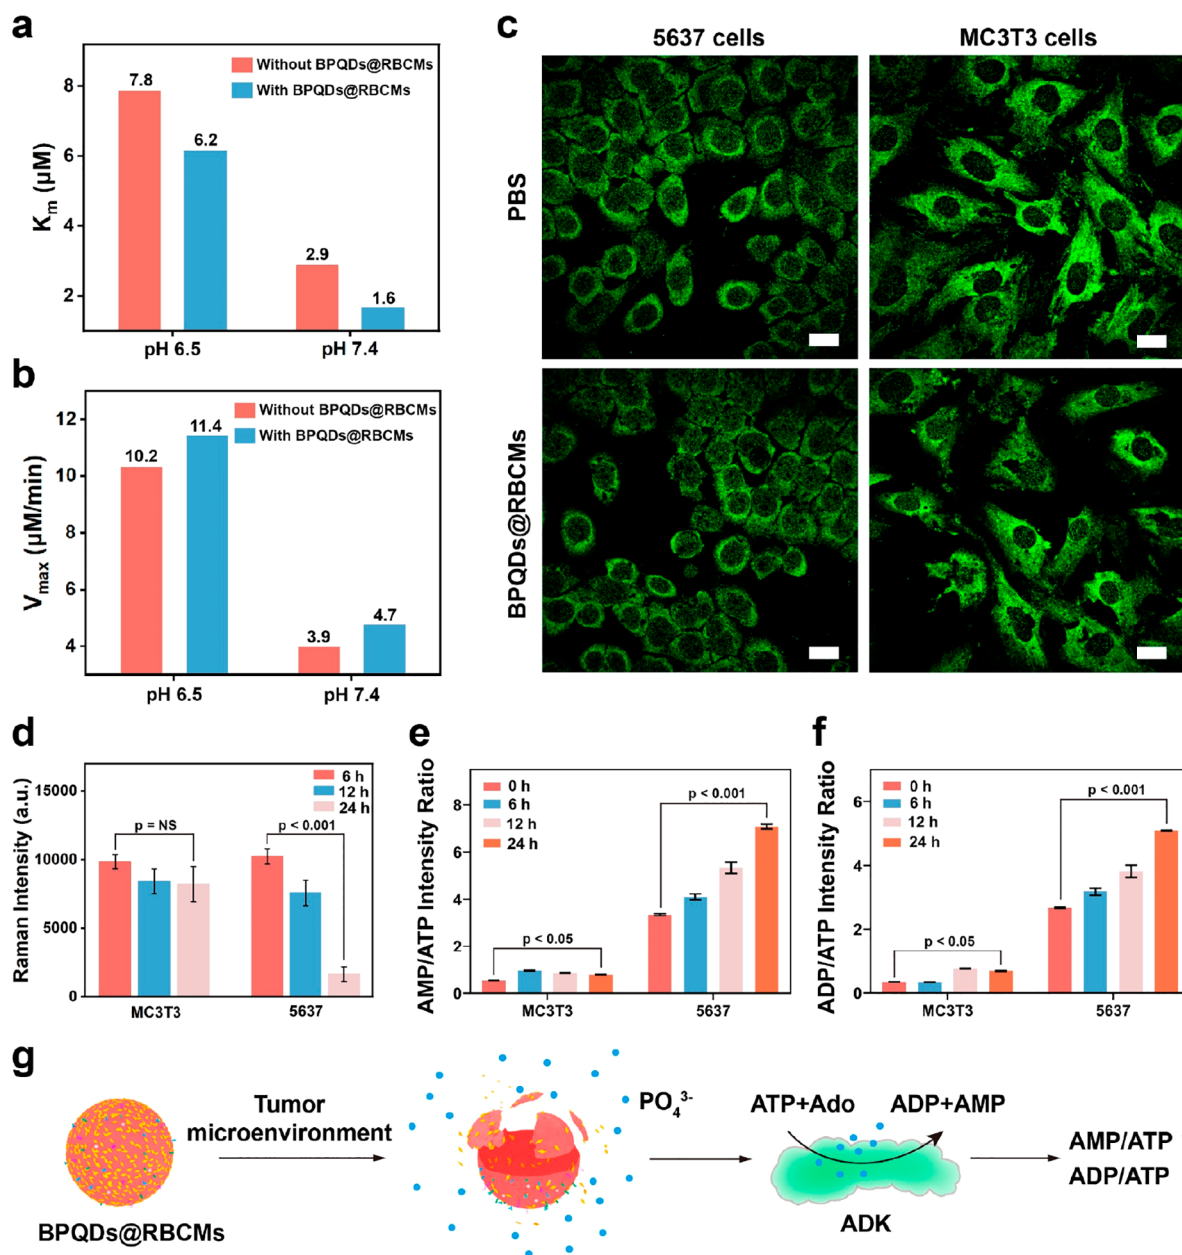 a
Without BPQDs@RBCMs
With BPQDs@RBCMs
7.8
6.2
2.9
1.6
8
6
4
2
Km (μM)
pH 6.5
pH 7.4
b
Without BPQDs@RBCMs
With BPQDs@RBCMs
10.2
11.4
3.9
4.7
12
10
8
6
4
Vmax (μM/min)
pH 6.5
pH 7.4
c
5637 cells
MC3T3 cells
PBS
BPQDs@RBCMs
d
Raman Intensity (a.u.)
15000
10000
5000
0
6 h
12 h
24 h
p = NS
p < 0.001
MC3T3
5637
e
AMP/ATP Intensity Ratio
8
6
4
2
0
0 h
6 h
12 h
24 h
p < 0.001
p < 0.05
MC3T3
5637
f
ADP/ATP Intensity Ratio
6
4
2
0
0 h
6 h
12 h
24 h
p < 0.001
p < 0.05
MC3T3
5637
g
BPQDs@RBCMs
Tumor
microenvironment
PO₄³⁻
ATP+Ado
ADP+AMP
ADK
AMP/ATP
ADP/ATP